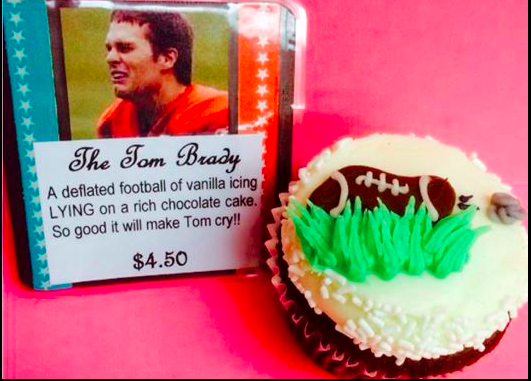 The Tom Brady
A deflated football of vanilla icing
LYING on a rich chocolate cake.
So good it will make Tom cry!!
$4.50